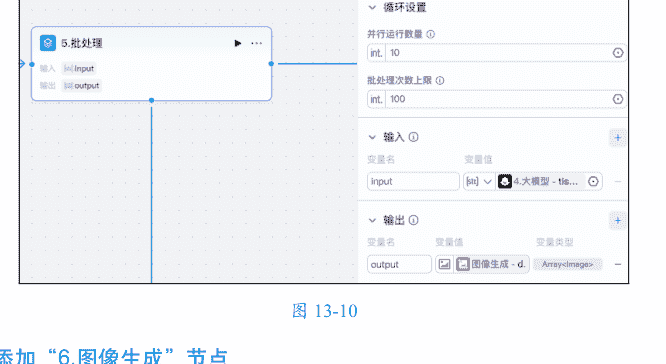 循环设置
并行运行数量
int. 10
批处理次数上限
int. 100
5.批处理
输入 input
输出 output
输入
变量名 变量值
input [str] 4.大模型 - tis...
输出
变量名 变量值 变量类型
output 图像生成 - d. Array<Image>
图 13-10
添加“6.图像生成”节点